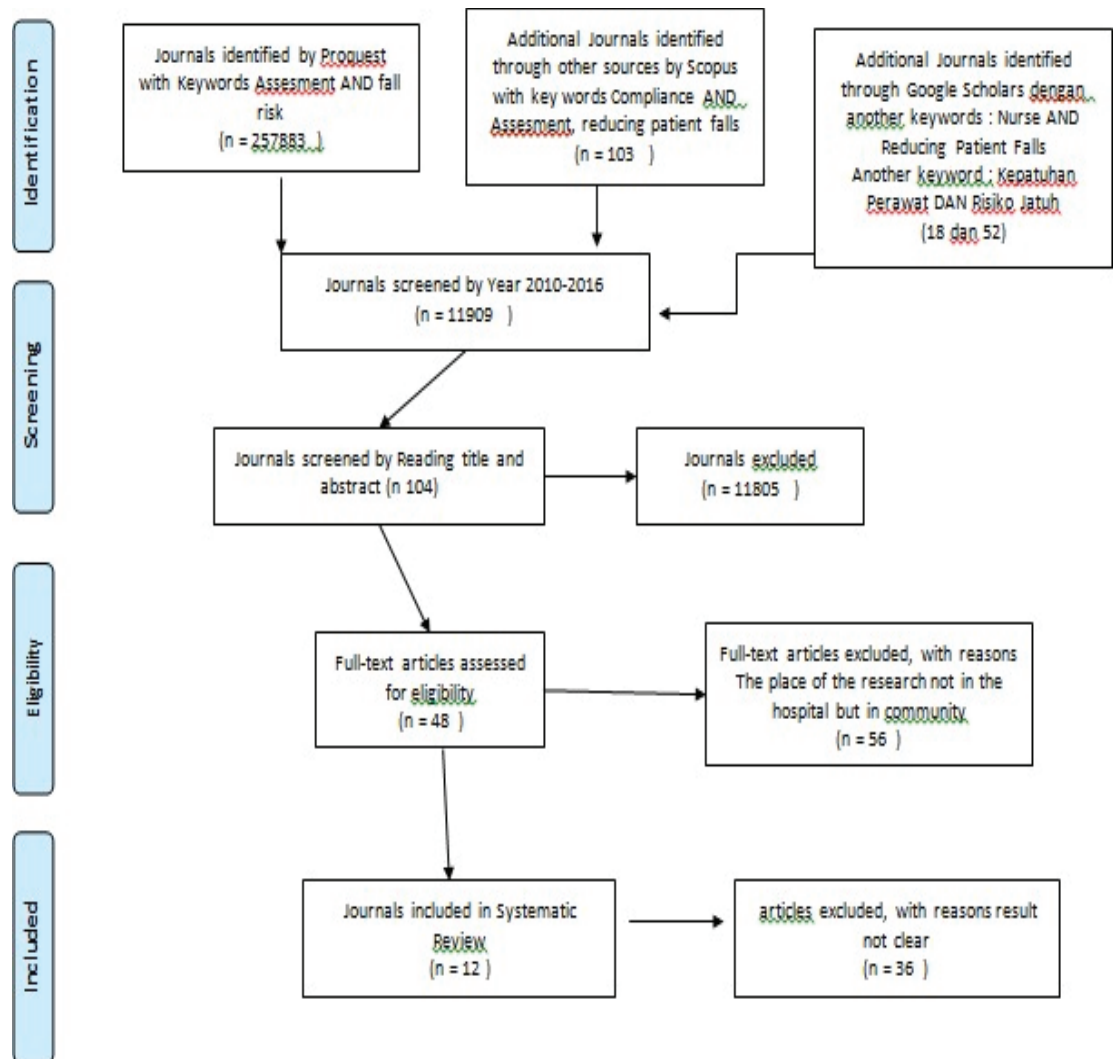 Identification
Journals identified by Proquest
with Keywords Assesment AND fall
risk
(n = 257883 )
Additional Journals identified
through other sources by Scopus
with key words Compliance AND
Assesment, reducing patient falls
(n = 103 )
Additional Journals identified
through Google Scholars dengan
another keywords : Nurse AND
Reducing Patient Falls
Another keyword : Kepatuhan
Perawat DAN Risiko Jatuh
(18 dan 52)
Screening
Journals screened by Year 2010-2016
(n = 11909 )
Journals screened by Reading title and
abstract (n 104)
Journals excluded
(n = 11805 )
Eligibility
Full-text articles assessed
for eligibility
(n = 48 )
Full-text articles excluded, with reasons
The place of the research not in the
hospital but in community
(n = 56 )
Included
Journals included in Systematic
Review
(n = 12 )
articles excluded, with reasons result
not clear
(n = 36 )